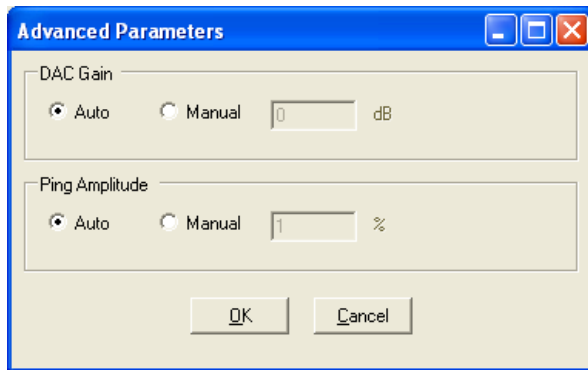 Advanced Parameters
DAC Gain
Auto Manual 0 dB
Ping Amplitude
Auto Manual 1 %
OK Cancel